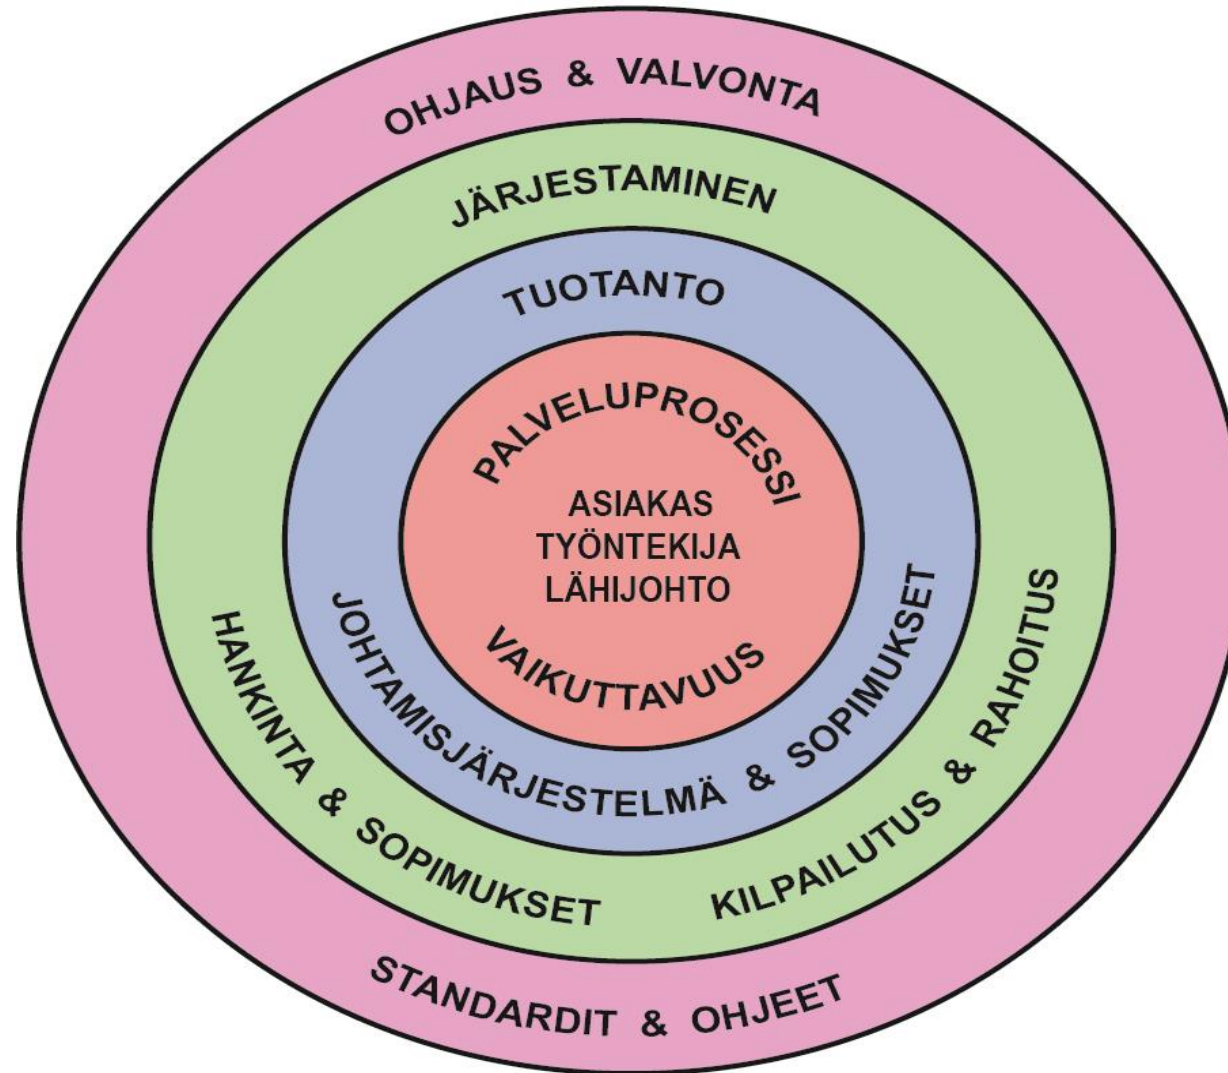 OHJAUS & VALVONTA
JÄRJESTAMINEN
TUOTANTO
PALVELUPROSESSI
ASIAKAS
TYÖNTEKIJA
LÄHIJOHTO
VAIKUTTAVUUS
JOHTAMISJÄRJESTELMÄ & SOPIMUKSET
HANKINTA & SOPIMUKSET
KILPAILUTUS & RAHOITUS
STANDARDIT & OHJEET